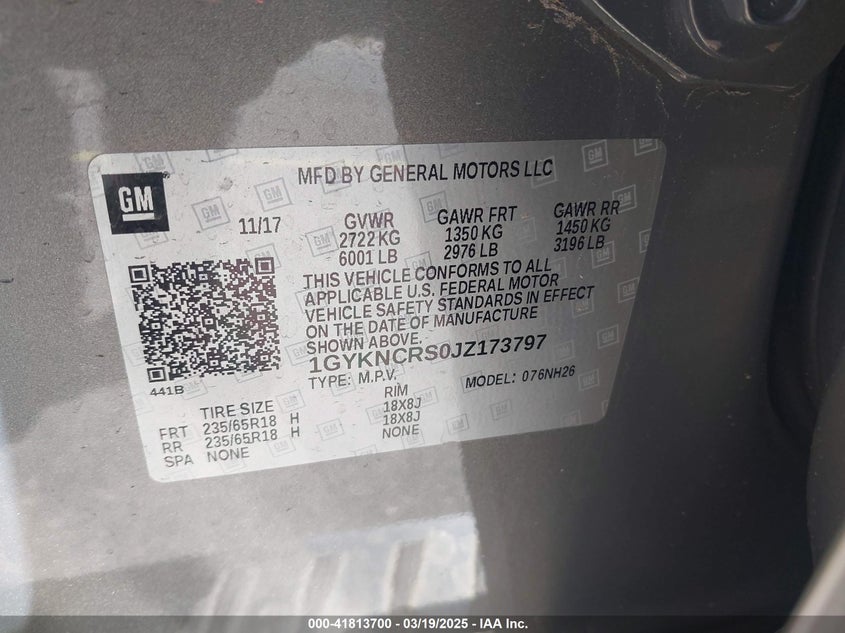 MFD BY GENERAL MOTORS LLC
GM
11/17
GVWR GAWR FRT GAWR RR
2722 KG 1350 KG 1450 KG
6001 LB 2976 LB 3196 LB
THIS VEHICLE CONFORMS TO ALL
APPLICABLE U.S. FEDERAL MOTOR
VEHICLE SAFETY STANDARDS IN EFFECT
ON THE DATE OF MANUFACTURE
SHOWN ABOVE.
1GYKNCRS0JZ173797
TYPE: M.P.V. MODEL: 076NH26
441B
TIRE SIZE RIM
FRT 235/65R18 H 18X8J
RR 235/65R18 H 18X8J
SPA NONE NONE
000-41813700 - 03/19/2025 - IAA Inc.